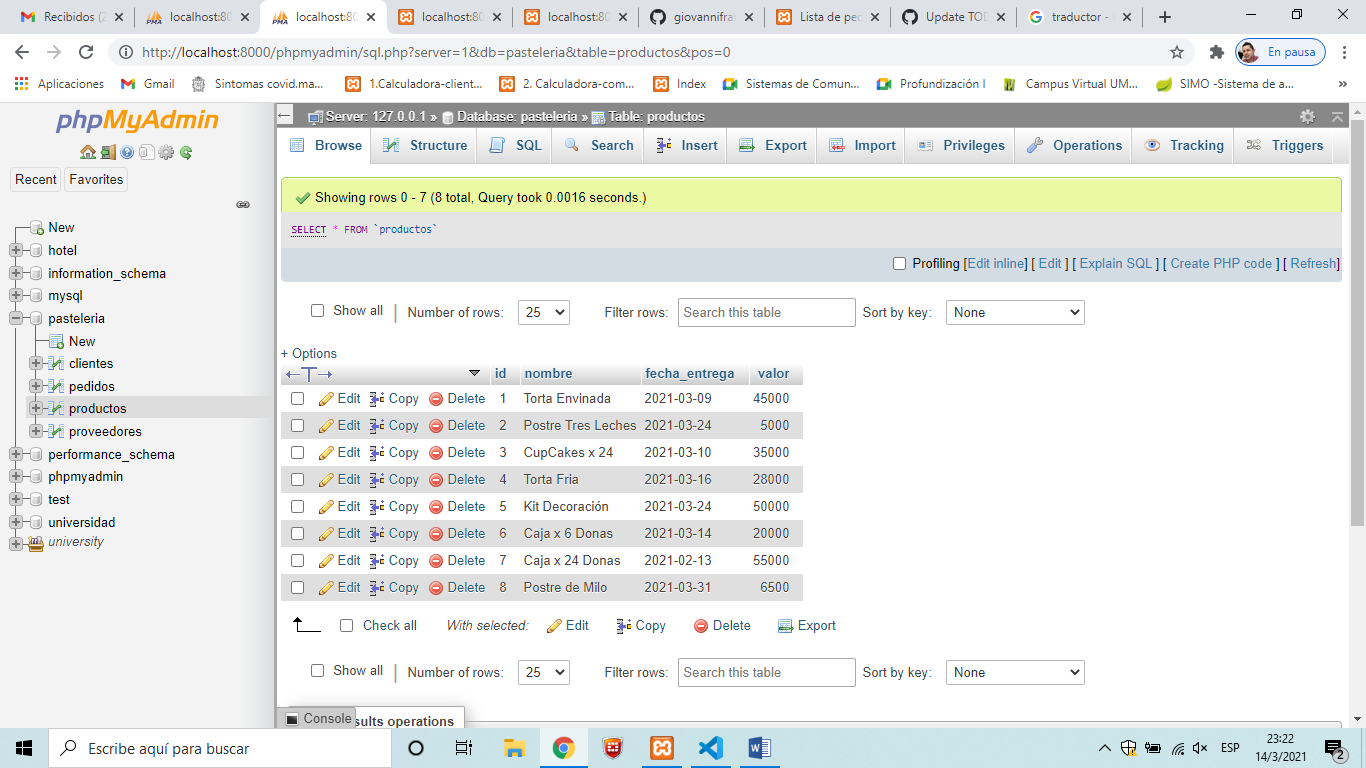 Recibidos (2
localhost:80
localhost:80
localhost:80
localhost:80
giovannifra
Lista de pec
Update TOD
traductor -
http://localhost:8000/phpmyadmin/sql.php?server=1&db=pasteleria&table=productos&pos=0
En pausa
Aplicaciones
Gmail
Sintomas covid.ma...
1.Calculadora-client...
2. Calculadora-com...
Index
Sistemas de Comun...
Profundización I
Campus Virtual UM...
SIMO -Sistema de a...
»
phpMyAdmin
Recent
Favorites
New
hotel
information_schema
mysql
pasteleria
New
clientes
pedidos
productos
proveedores
performance_schema
phpmyadmin
test
universidad
university
Server: 127.0.0.1 » Database: pasteleria » Table: productos
Browse Structure SQL Search Insert Export Import Privileges Operations Tracking Triggers
Showing rows 0 - 7 (8 total, Query took 0.0016 seconds.)
SELECT * FROM `productos`
Profiling [Edit inline] [ Edit ] [ Explain SQL ] [ Create PHP code ] [ Refresh]
Show all | Number of rows: 25 Filter rows: Search this table Sort by key: None
+ Options
id nombre fecha_entrega valor
Edit Copy Delete 1 Torta Envinada 2021-03-09 45000
Edit Copy Delete 2 Postre Tres Leches 2021-03-24 5000
Edit Copy Delete 3 CupCakes x 24 2021-03-10 35000
Edit Copy Delete 4 Torta Fria 2021-03-16 28000
Edit Copy Delete 5 Kit Decoración 2021-03-24 50000
Edit Copy Delete 6 Caja x 6 Donas 2021-03-14 20000
Edit Copy Delete 7 Caja x 24 Donas 2021-02-13 55000
Edit Copy Delete 8 Postre de Milo 2021-03-31 6500
Check all With selected: Edit Copy Delete Export
Show all | Number of rows: 25 Filter rows: Search this table Sort by key: None
Console
sults operations
Escribe aquí para buscar
ESP
23:22
14/3/2021
2